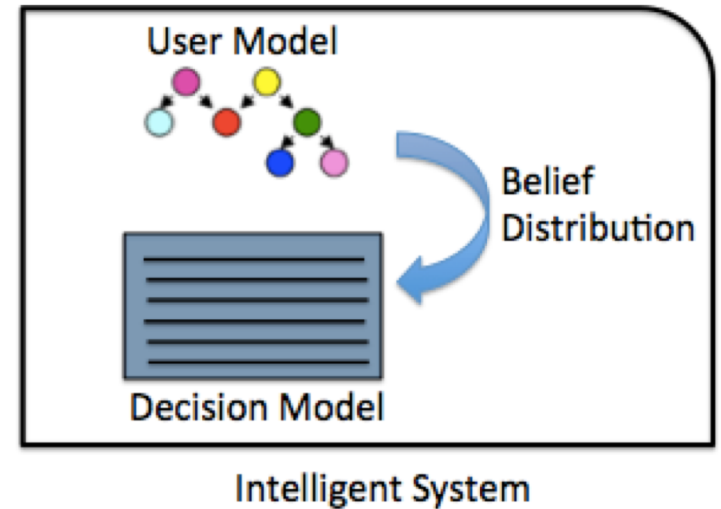 User Model
Belief
Distribution
Decision Model
Intelligent System